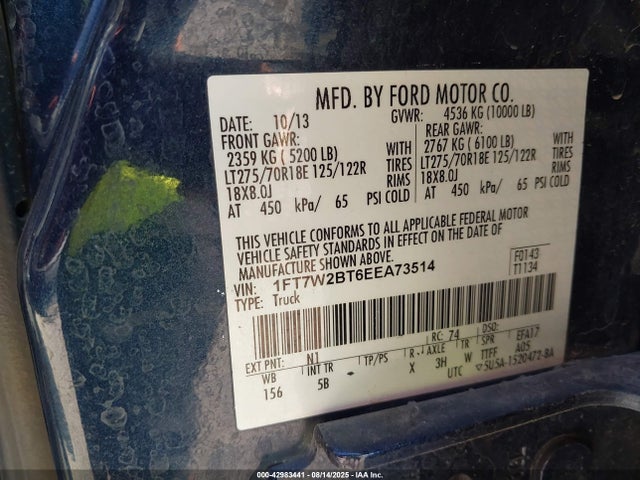 MFD. BY FORD MOTOR CO.
DATE: 10/13 GVWR: 4536 KG (10000 LB)
FRONT GAWR: REAR GAWR:
2359 KG ( 5200 LB) WITH 2767 KG ( 6100 LB) WITH
LT275/70R18E 125/122R TIRES LT275/70R18E 125/122R TIRES
18X8.0J RIMS 18X8.0J RIMS
AT 450 kPa/ 65 PSI COLD AT 450 kPa/ 65 PSI COLD
THIS VEHICLE CONFORMS TO ALL APPLICABLE FEDERAL MOTOR
VEHICLE SAFETY STANDARDS IN EFFECT ON THE DATE OF
MANUFACTURE SHOWN ABOVE.
VIN: 1FT7W2BT6EEA73514 F0143
TYPE: Truck T1134
EXT PNT: N1 RC: 74 DSO:
WB INT TR TP/PS R AXLE TR SPR EFA17
156 5B X 3H W TTFF A05
UTC ▽5U5A-1520472-BA
000-42983441 - 08/14/2025 - IAA Inc.